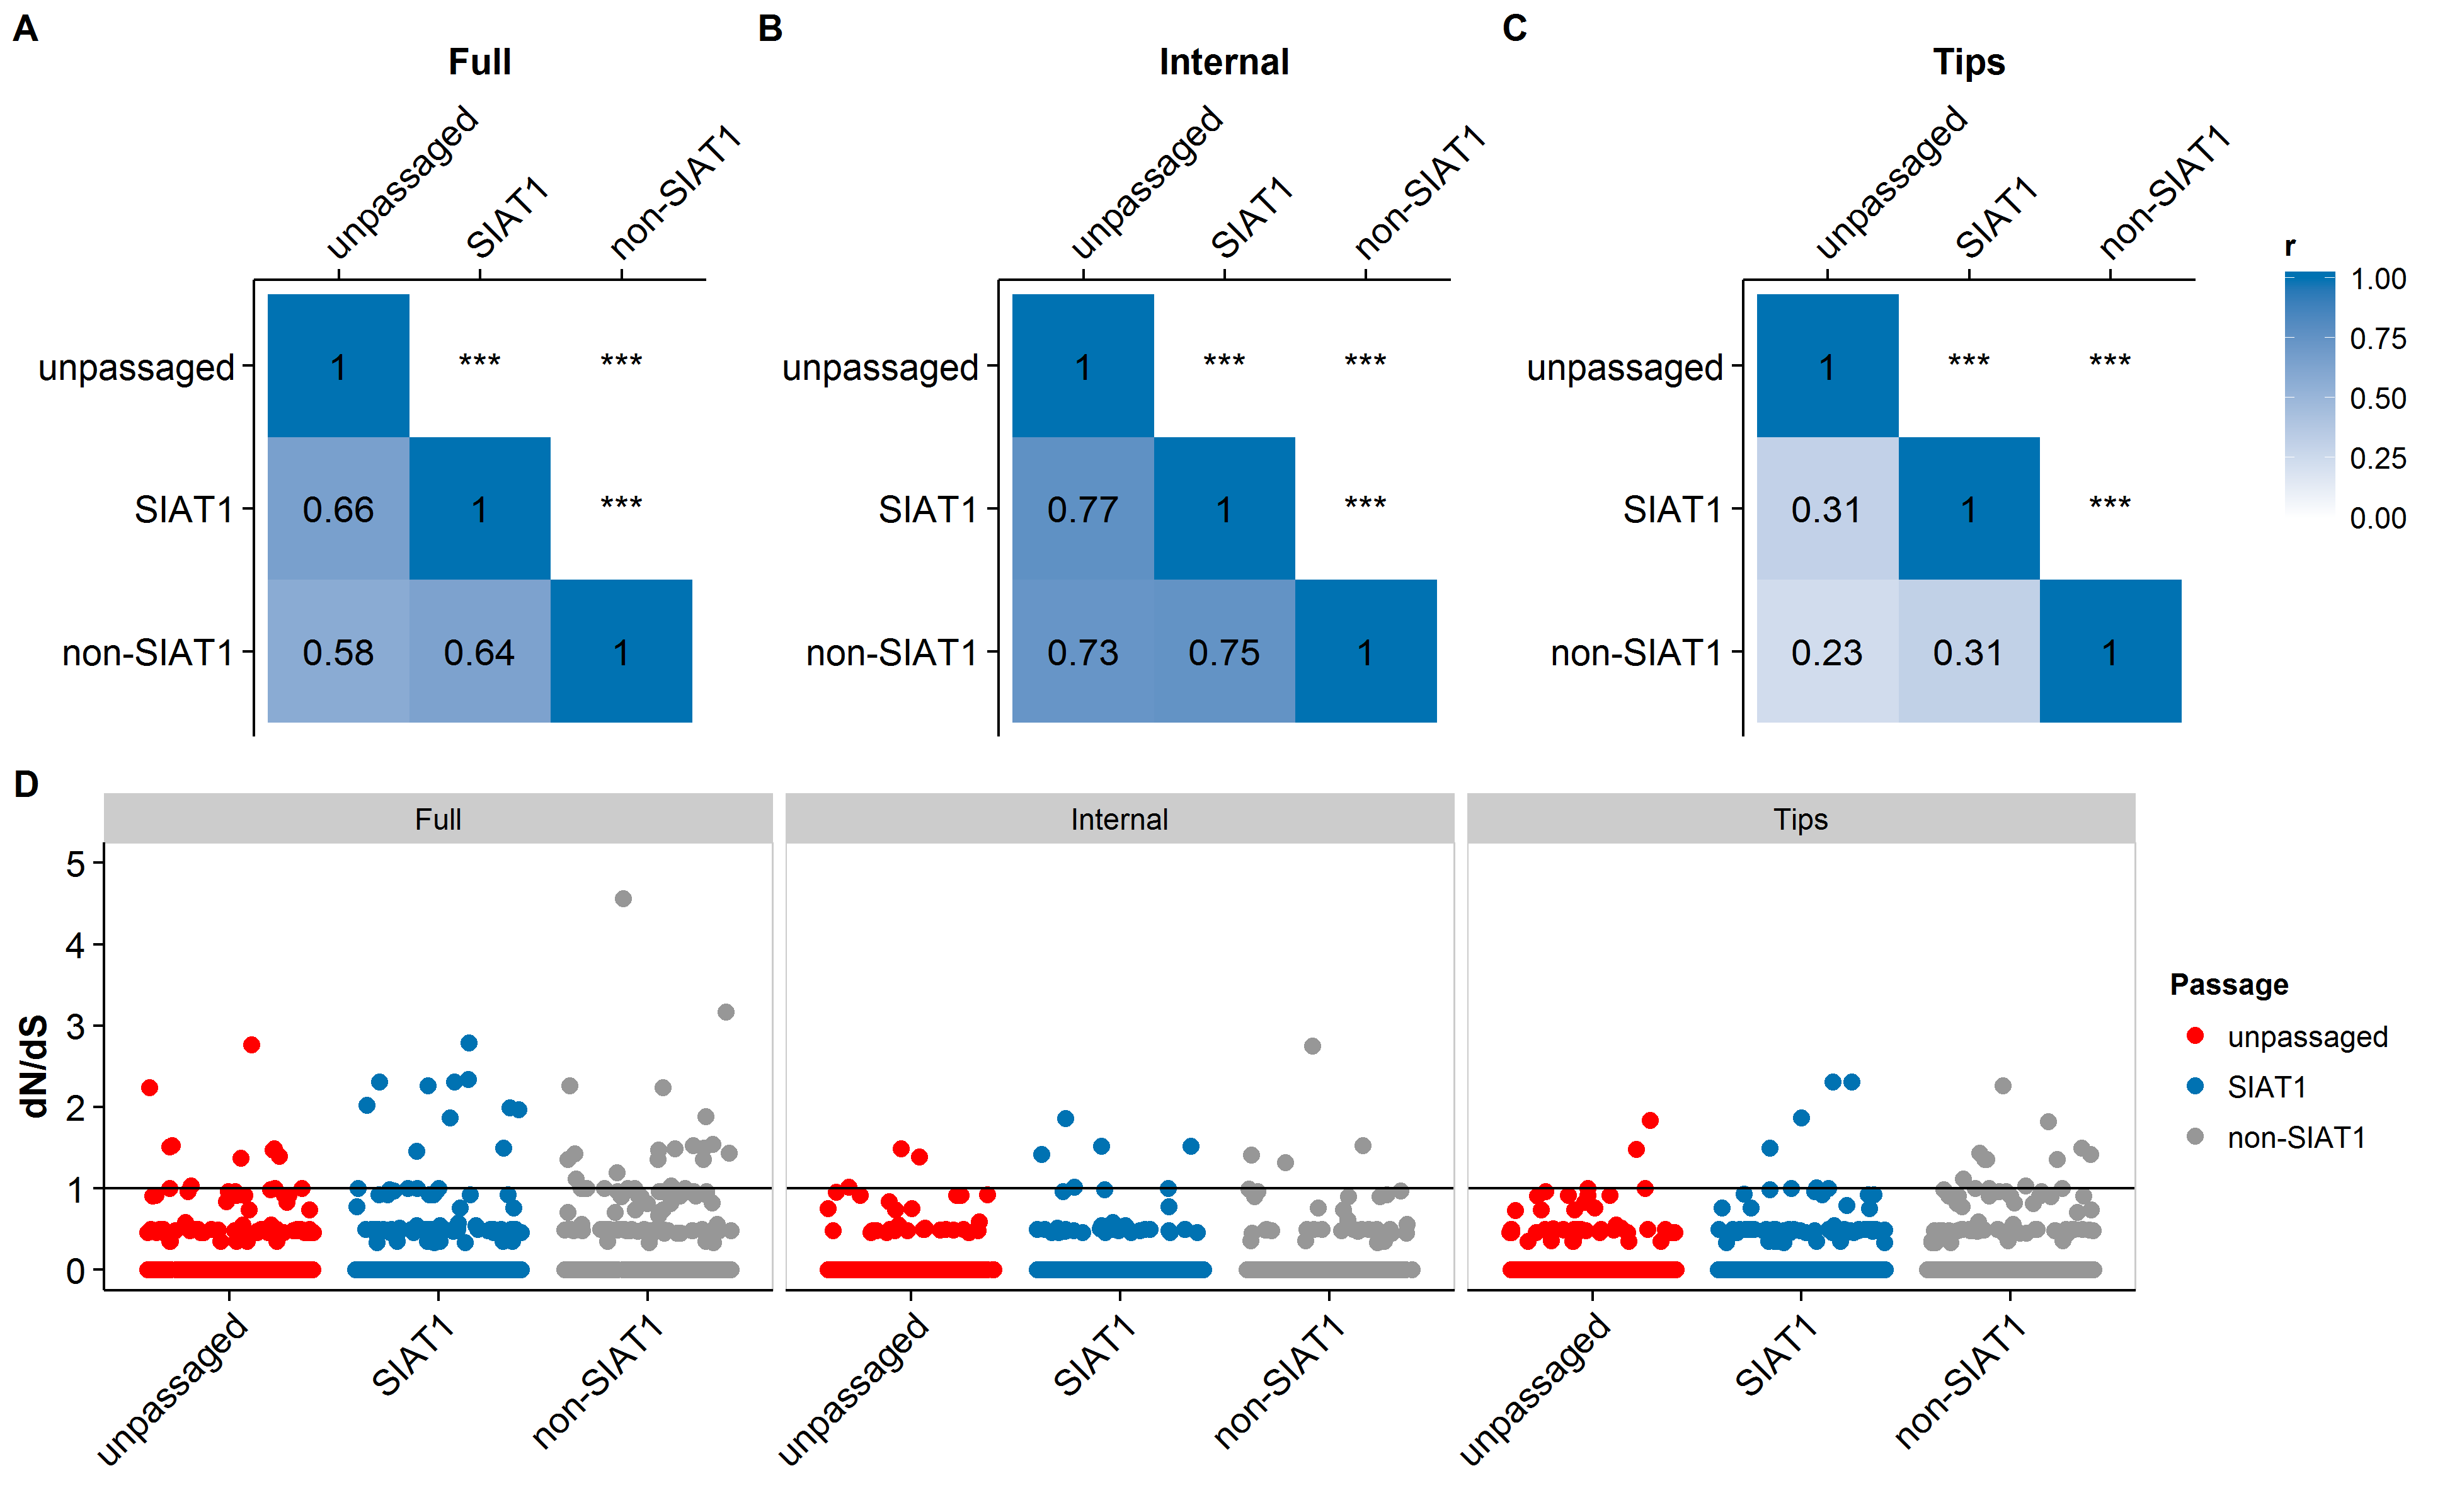 A
Full
unpassaged
SIAT1
non-SIAT1
unpassaged 1 *** ***
SIAT1 0.66 1 ***
non-SIAT1 0.58 0.64 1
B
Internal
unpassaged
SIAT1
non-SIAT1
unpassaged 1 *** ***
SIAT1 0.77 1 ***
non-SIAT1 0.73 0.75 1
C
Tips
unpassaged
SIAT1
non-SIAT1
unpassaged 1 *** ***
SIAT1 0.31 1 ***
non-SIAT1 0.23 0.31 1
r
1.00
0.75
0.50
0.25
0.00
D
Full
Internal
Tips
dN/dS
5
4
3
2
1
0
unpassaged
SIAT1
non-SIAT1
unpassaged
SIAT1
non-SIAT1
unpassaged
SIAT1
non-SIAT1
Passage
unpassaged
SIAT1
non-SIAT1